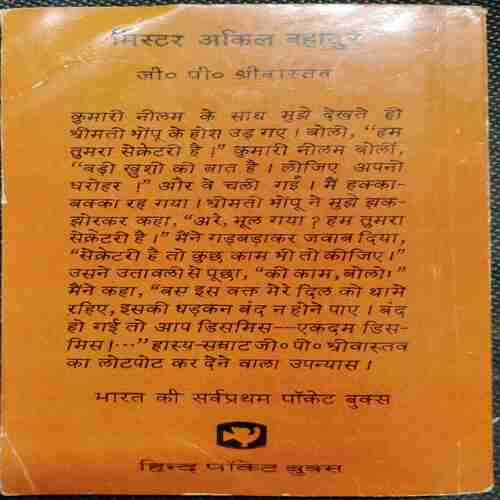 मिस्टर अकिल बहादुर
जी० पी० श्रीवास्तव
कुमारी नीलम के साथ मुझे देखते ही
श्रीमती भोंपू के होश उड़ गए। बोलीं, “हम
तुमरा सेक्रेटरी है !” कुमारी नीलम बोलीं,
“बड़ी खुशी की बात है । लीजिए अपनी
धरोहर !” और वे चली गईं । मैं हक्का-
बक्का रह गया। श्रीमती भोंपू ने मुझे झक-
झोरकर कहा, “अरे, भूल गया ? हम तुमरा
सेक्रेटरी है ।” मैंने गड़बड़ाकर जवाब दिया,
“सेक्रेटरी है तो कुछ काम भी तो कीजिए।”
उसने उतावली से पूछा, “की काम, बोलो!”
मैंने कहा, “बस इस वक्त मेरे दिल को थामे
रहिए, इसकी धड़कन बंद न होने पाए। बंद
हो गई तो आप डिसमिस—एकदम डिस-
मिस।...” हास्य-सम्राट जी० पी० श्रीवास्तव
का लोटपोट कर देने वाला उपन्यास ।
भारत की सर्वप्रथम पॉकेट बुक्स
हिन्द पॉकेट बुक्स